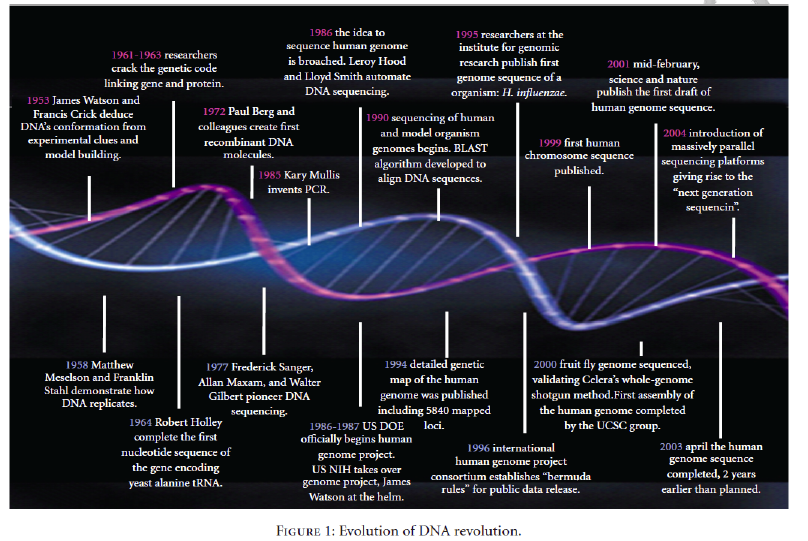 1953 James Watson and
Francis Crick deduce
DNA's conformation from
experimental clues and
model building.
1961-1963 researchers
crack the genetic code
linking gene and protein.
1972 Paul Berg and
colleagues create first
recombinant DNA
molecules.
1985 Kary Mullis
invents PCR.
1986 the idea to
sequence human genome
is broached. Leroy Hood
and Lloyd Smith automate
DNA sequencing.
1990 sequencing of human
and model organism
genomes begins. BLAST
algorithm developed to
align DNA sequences.
1995 researchers at the
institute for genomic
research publish first
genome sequence of a
organism: H. influenzae.
1999 first human
chromosome sequence
published.
2001 mid-february,
science and nature
publish the first draft of
human genome sequence.
2004 introduction of
massively parallel
sequencing platforms
giving rise to the
“next generation
sequencin”.
1958 Matthew
Meselson and Franklin
Stahl demonstrate how
DNA replicates.
1964 Robert Holley
complete the first
nucleotide sequence of
the gene encoding
yeast alanine tRNA.
1977 Frederick Sanger,
Allan Maxam, and Walter
Gilbert pioneer DNA
sequencing.
1986-1987 US DOE
officially begins human
genome project.
US NIH takes over
genome project, James
Watson at the helm.
1994 detailed genetic
map of the human
genome was published
including 5840 mapped
loci.
1996 international
human genome project
consortium establishes “bermuda
rules” for public data release.
2000 fruit fly genome sequenced,
validating Celera's whole-genome
shotgun method.First assembly of
the human genome completed
by the UCSC group.
2003 april the human
genome sequence
completed, 2 years
earlier than planned.
FIGURE 1: Evolution of DNA revolution.